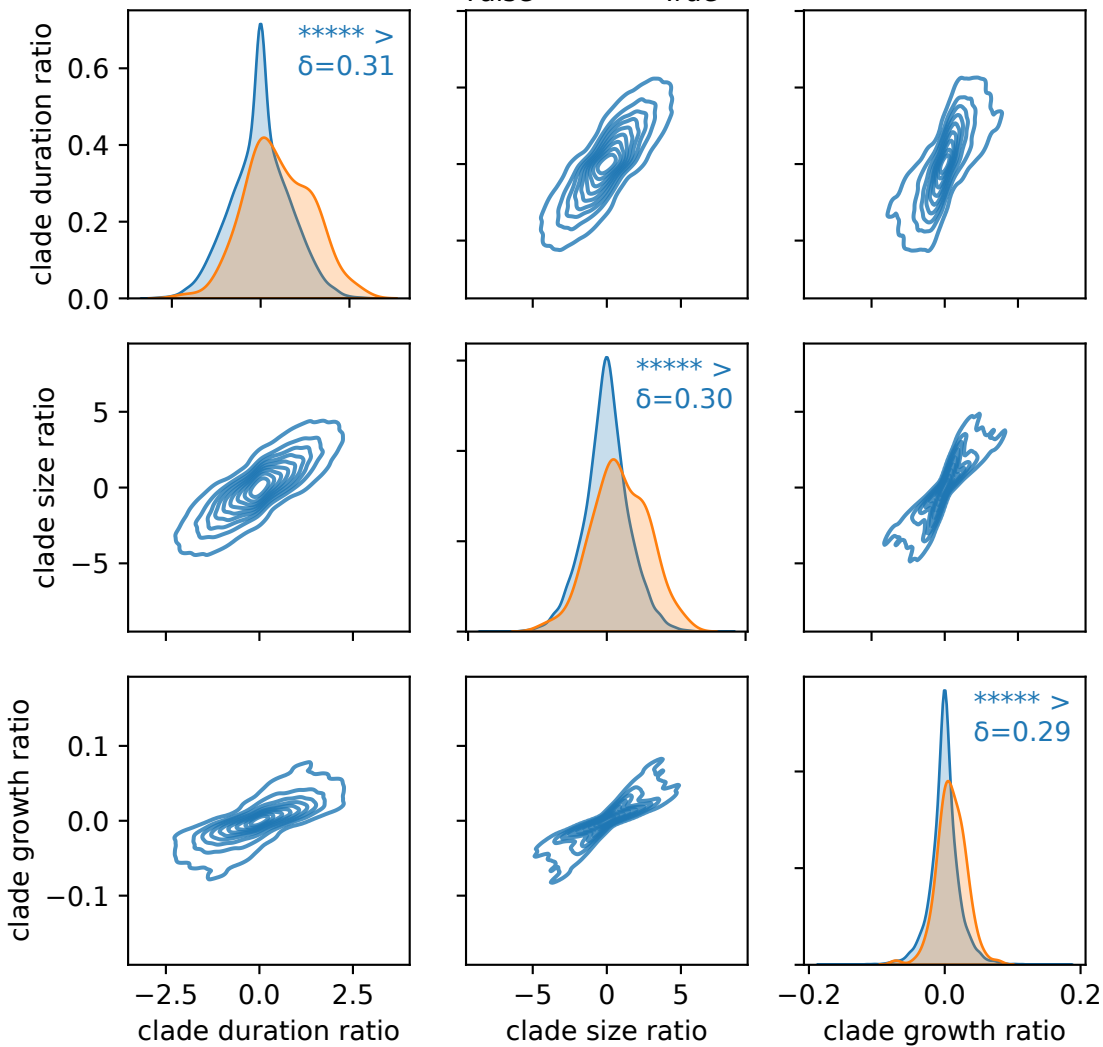 ***** >
δ=0.31
clade duration ratio
0.6
0.4
0.2
0.0
***** >
δ=0.30
clade size ratio
5
0
−5
***** >
δ=0.29
clade growth ratio
0.1
0.0
−0.1
−2.5 0.0 2.5 −5 0 5 −0.2 0.0 0.2
clade duration ratio clade size ratio clade growth ratio